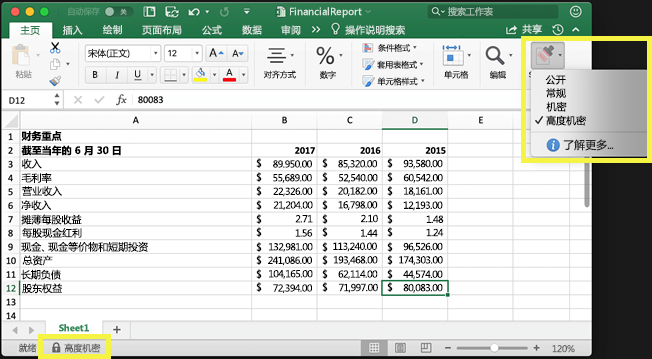 自动保存 关 FinancialReport 搜索工作表
主页 插入 绘制 页面布局 公式 数据 审阅 >> 操作说明搜索 共享
粘贴 宋体(正文) 12 A A
B I U A
对齐方式 % 数字
条件格式
套用表格式
单元格样式
单元格 编辑
公开
常规
机密
✓ 高度机密
了解更多...
D12 fx 80083
A B C D E
1 财务重点
2 截至当年的 6 月 30 日 2017 2016 2015
3 收入 $ 89,950.00 $ 85,320.00 $ 93,580.00
4 毛利率 $ 55,689.00 $ 52,540.00 $ 60,542.00
5 营业收入 $ 22,326.00 $ 20,182.00 $ 18,161.00
6 净收入 $ 21,204.00 $ 16,798.00 $ 12,193.00
7 摊薄每股收益 $ 2.71 $ 2.10 $ 1.48
8 每股现金红利 $ 1.56 $ 1.44 $ 1.24
9 现金、现金等价物和短期投资 $ 132,981.00 $ 113,240.00 $ 96,526.00
10 总资产 $ 241,086.00 $ 193,468.00 $ 174,303.00
11 长期负债 $ 104,165.00 $ 62,114.00 $ 44,574.00
12 股东权益 $ 72,394.00 $ 71,997.00 $ 80,083.00
13
14
Sheet1 +
就绪 高度机密 120%